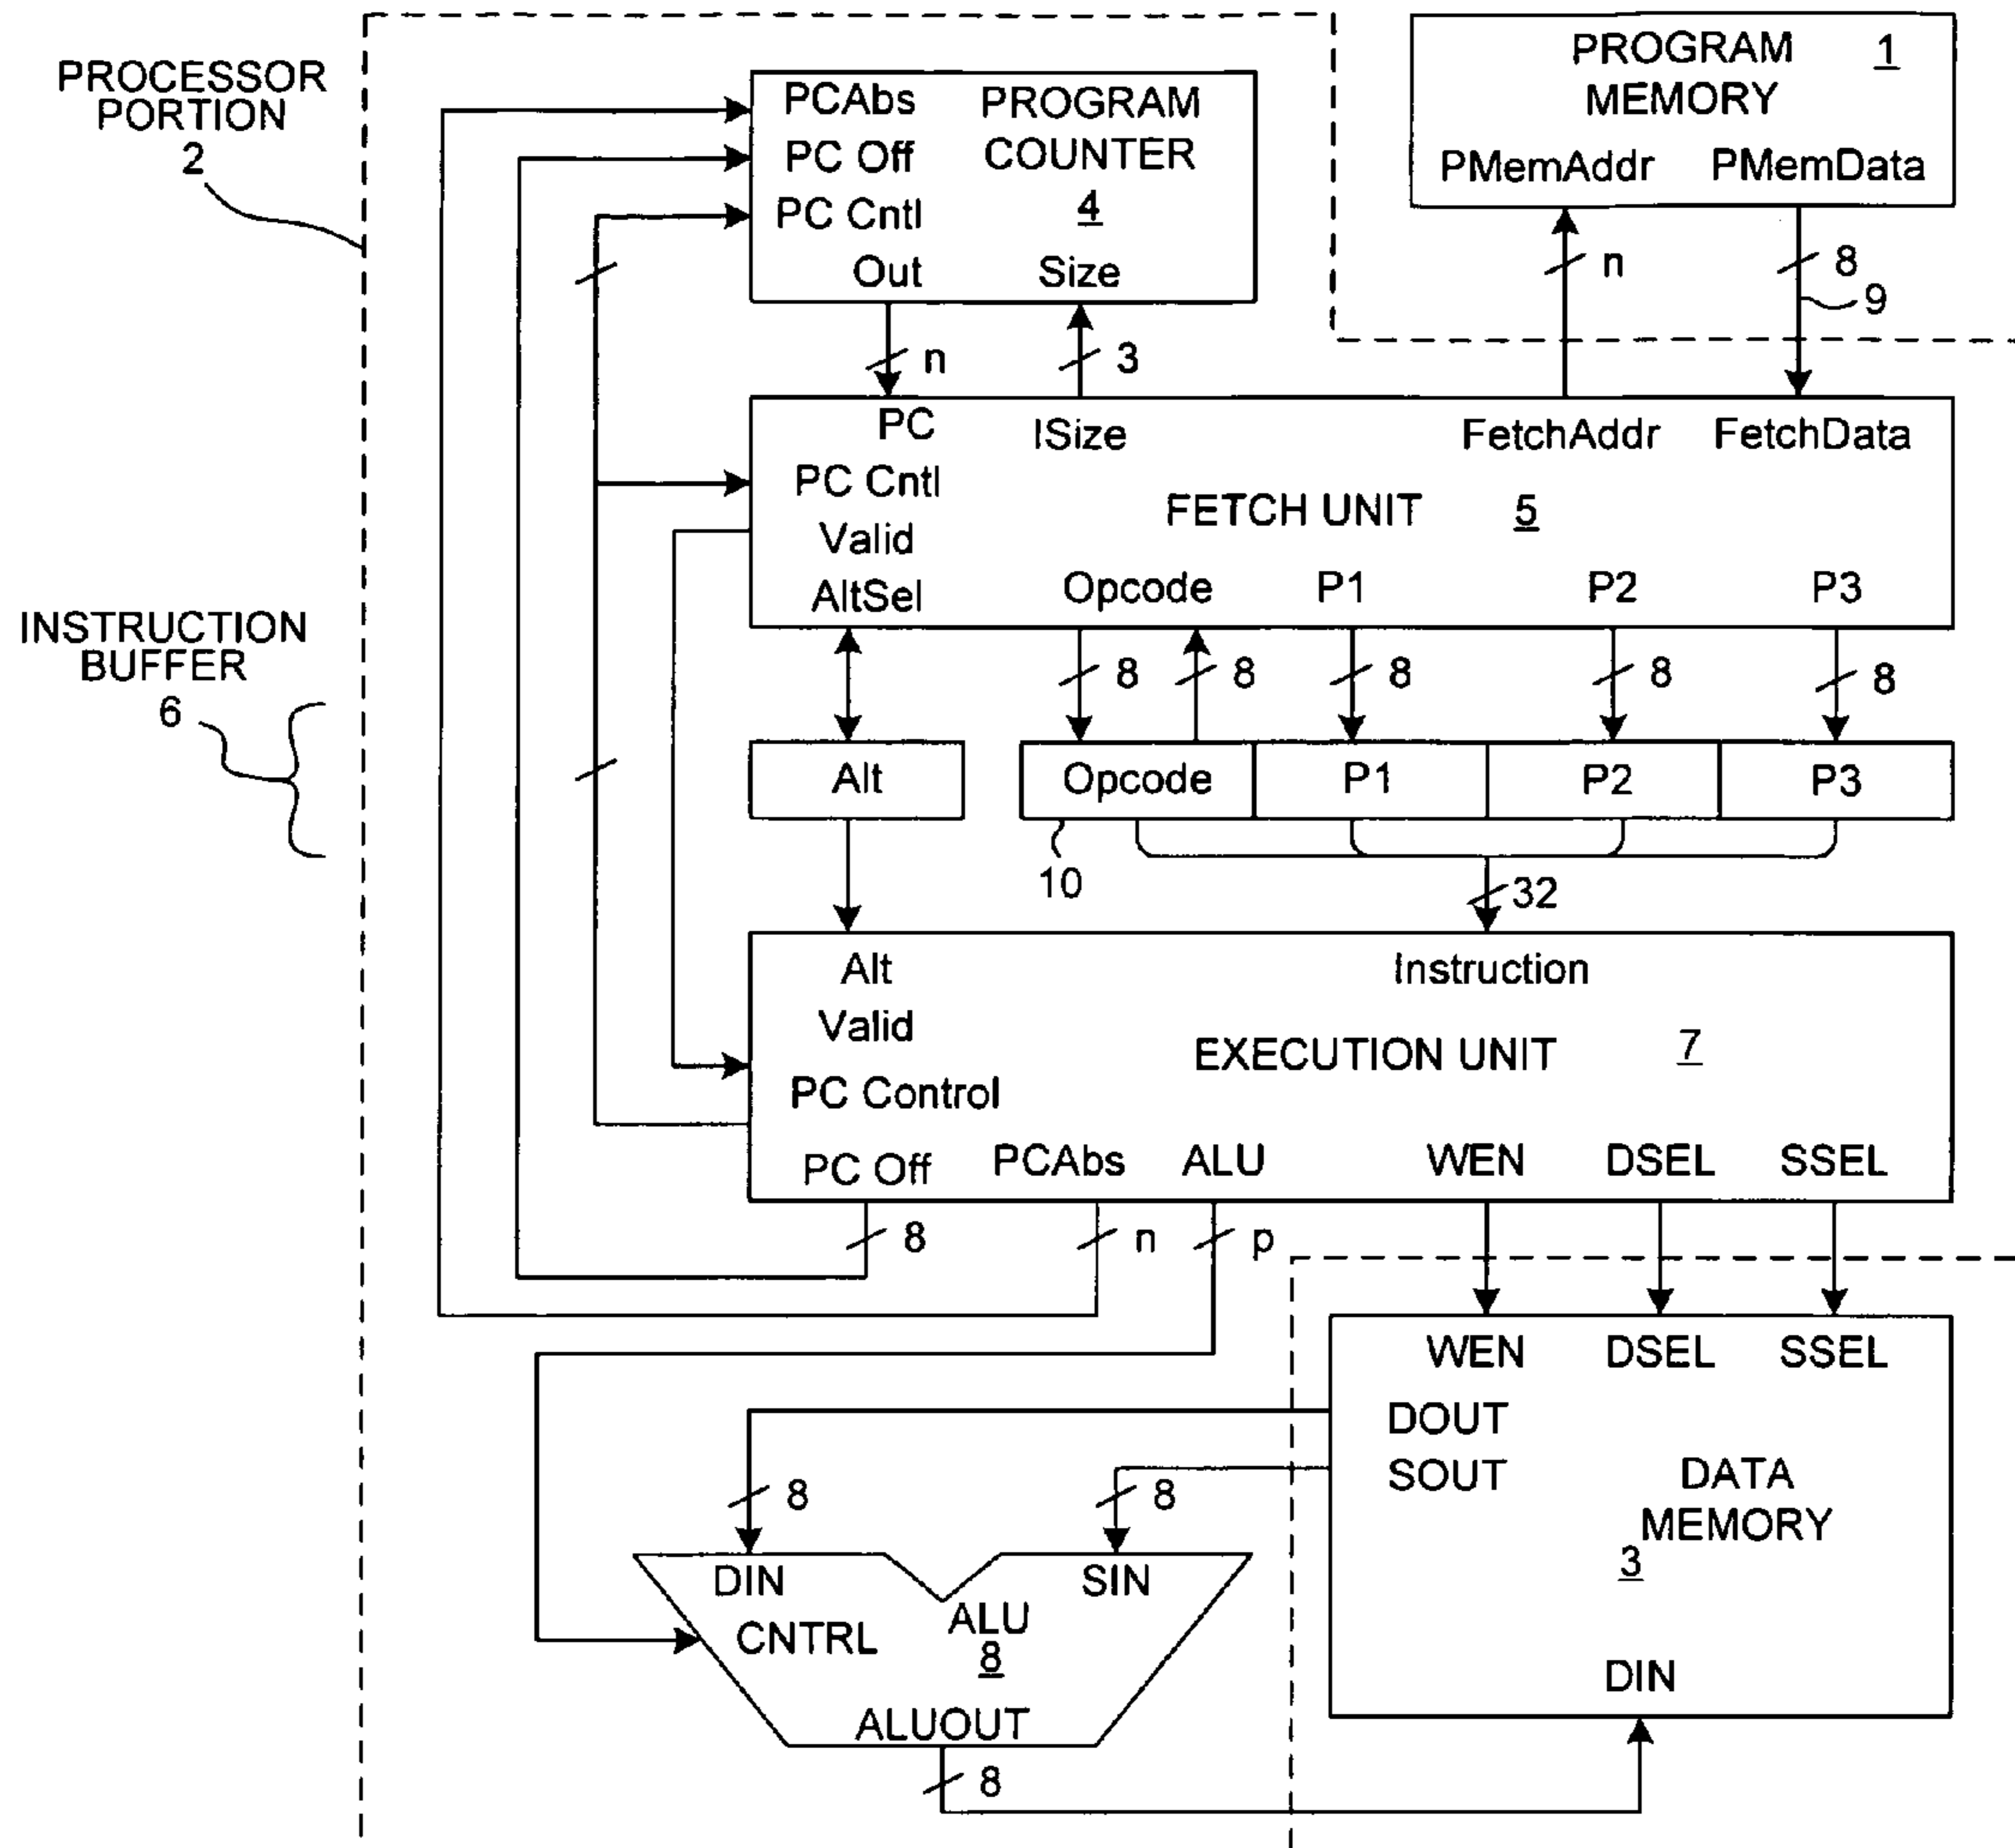 PROCESSOR
PORTION
2
PROGRAM 1
MEMORY
PMemAddr PMemData
PCAbs PROGRAM
PC Off COUNTER
PC Cntl 4
Out Size
n 8
9
n 3
PC ISize FetchAddr FetchData
PC Cntl
FETCH UNIT 5
Valid
AltSel Opcode P1 P2 P3
INSTRUCTION
BUFFER
6
8 8 8 8 8
Alt Opcode P1 P2 P3
10 32
Alt Instruction
Valid
EXECUTION UNIT 7
PC Control
PC Off PCAbs ALU WEN DSEL SSEL
8 n p
WEN DSEL SSEL
DOUT
SOUT DATA
MEMORY
3
8 8
DIN SIN
CNTRL ALU
8
DIN
ALUOUT
8